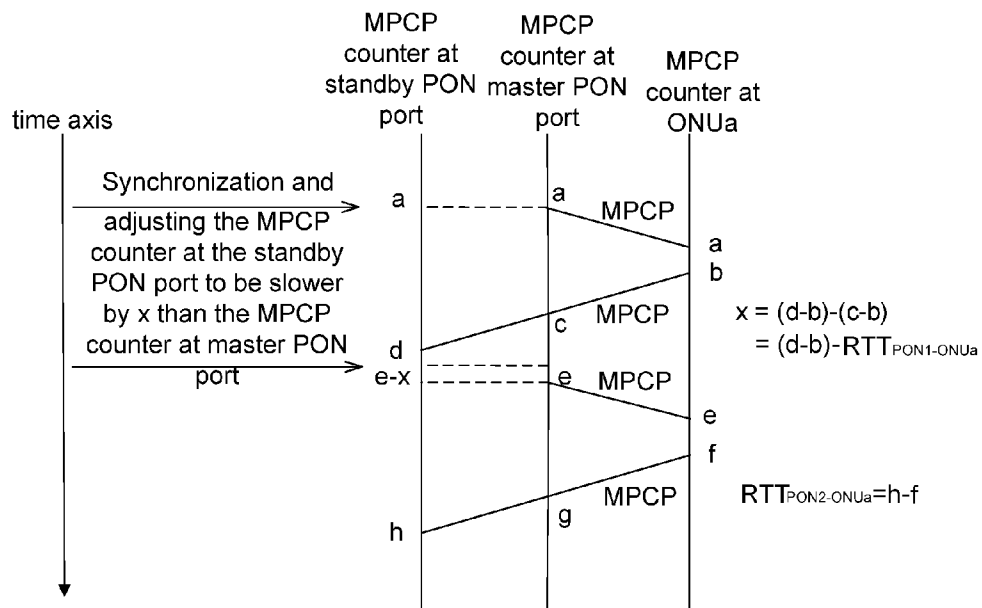 MPCP
counter at
standby PON
port
MPCP
counter at
master PON
port
MPCP
counter at
ONUa
time axis
Synchronization and
adjusting the MPCP
counter at the standby
PON port to be slower
by x than the MPCP
counter at master PON
port
a
a
MPCP
a
b
MPCP
c
d
x = (d-b)-(c-b)
= (d-b)-RTTPON1-ONUa
e-x
e
MPCP
e
f
MPCP
g
h
RTTPON2-ONUa=h-f